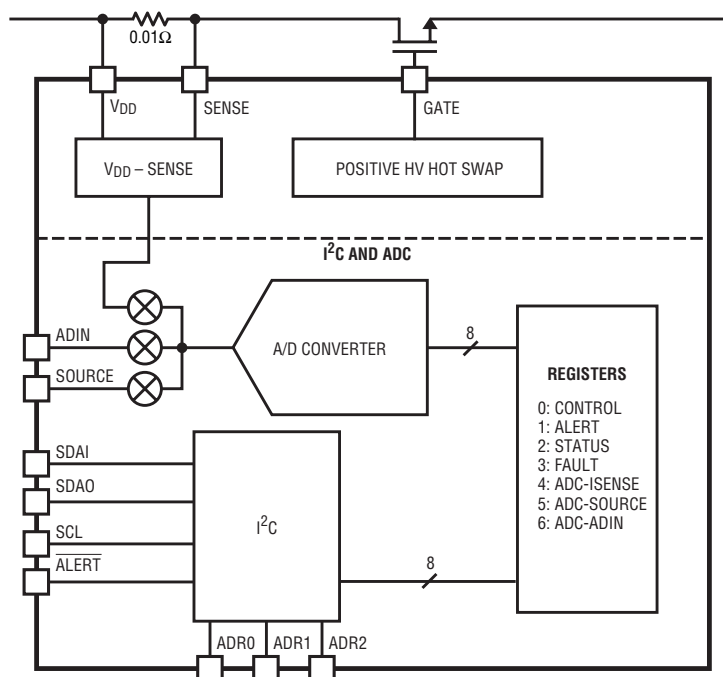 0.01Ω
VDD
SENSE
GATE
VDD – SENSE
POSITIVE HV HOT SWAP
I²C AND ADC
ADIN
SOURCE
A/D CONVERTER
8
REGISTERS
0: CONTROL
1: ALERT
2: STATUS
3: FAULT
4: ADC-ISENSE
5: ADC-SOURCE
6: ADC-ADIN
SDAI
SDAO
SCL
ALERT
I²C
8
ADR0
ADR1
ADR2